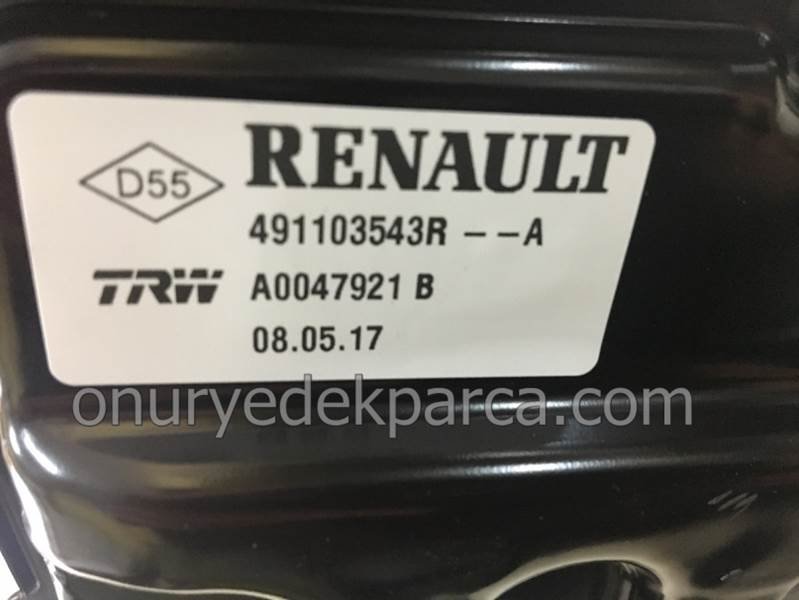 RENAULT
D55
491103543R --A
TRW A0047921 B
08.05.17
onuryedekparca.com